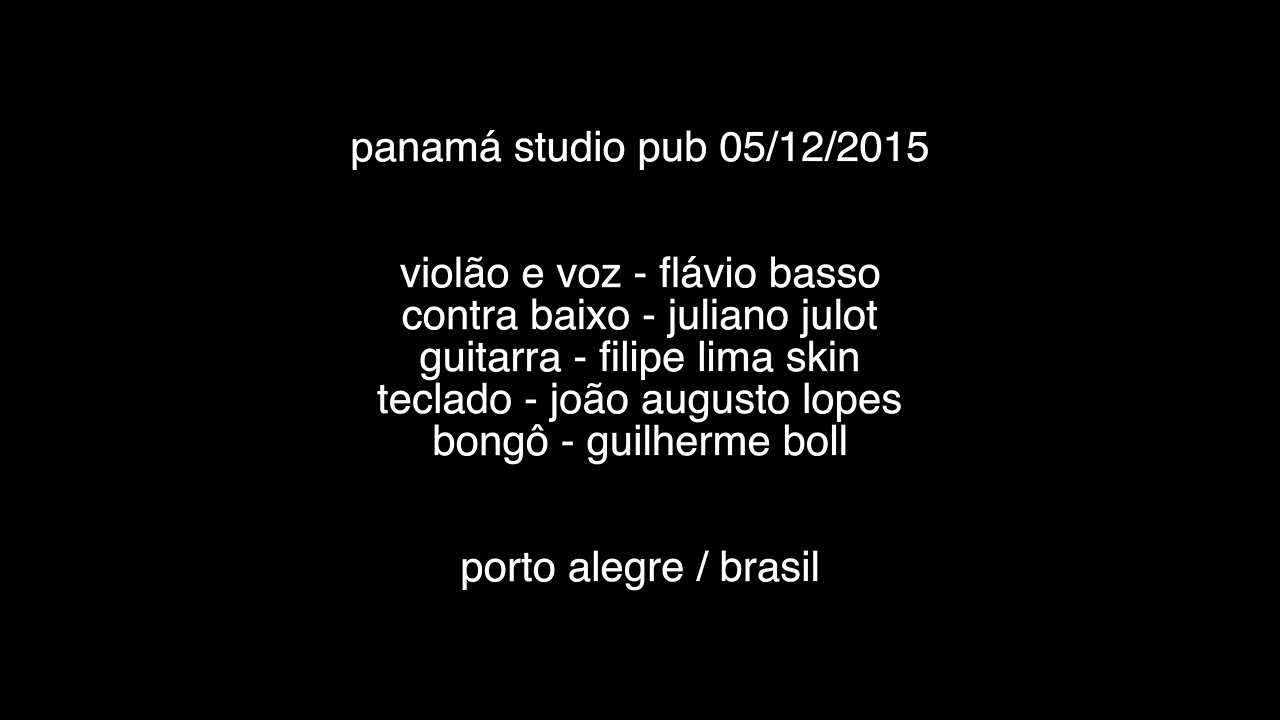 panamá studio pub 05/12/2015
violão e voz - flávio basso
contra baixo - juliano julot
guitarra - filipe lima skin
teclado - joão augusto lopes
bongô - guilherme boll
porto alegre / brasil